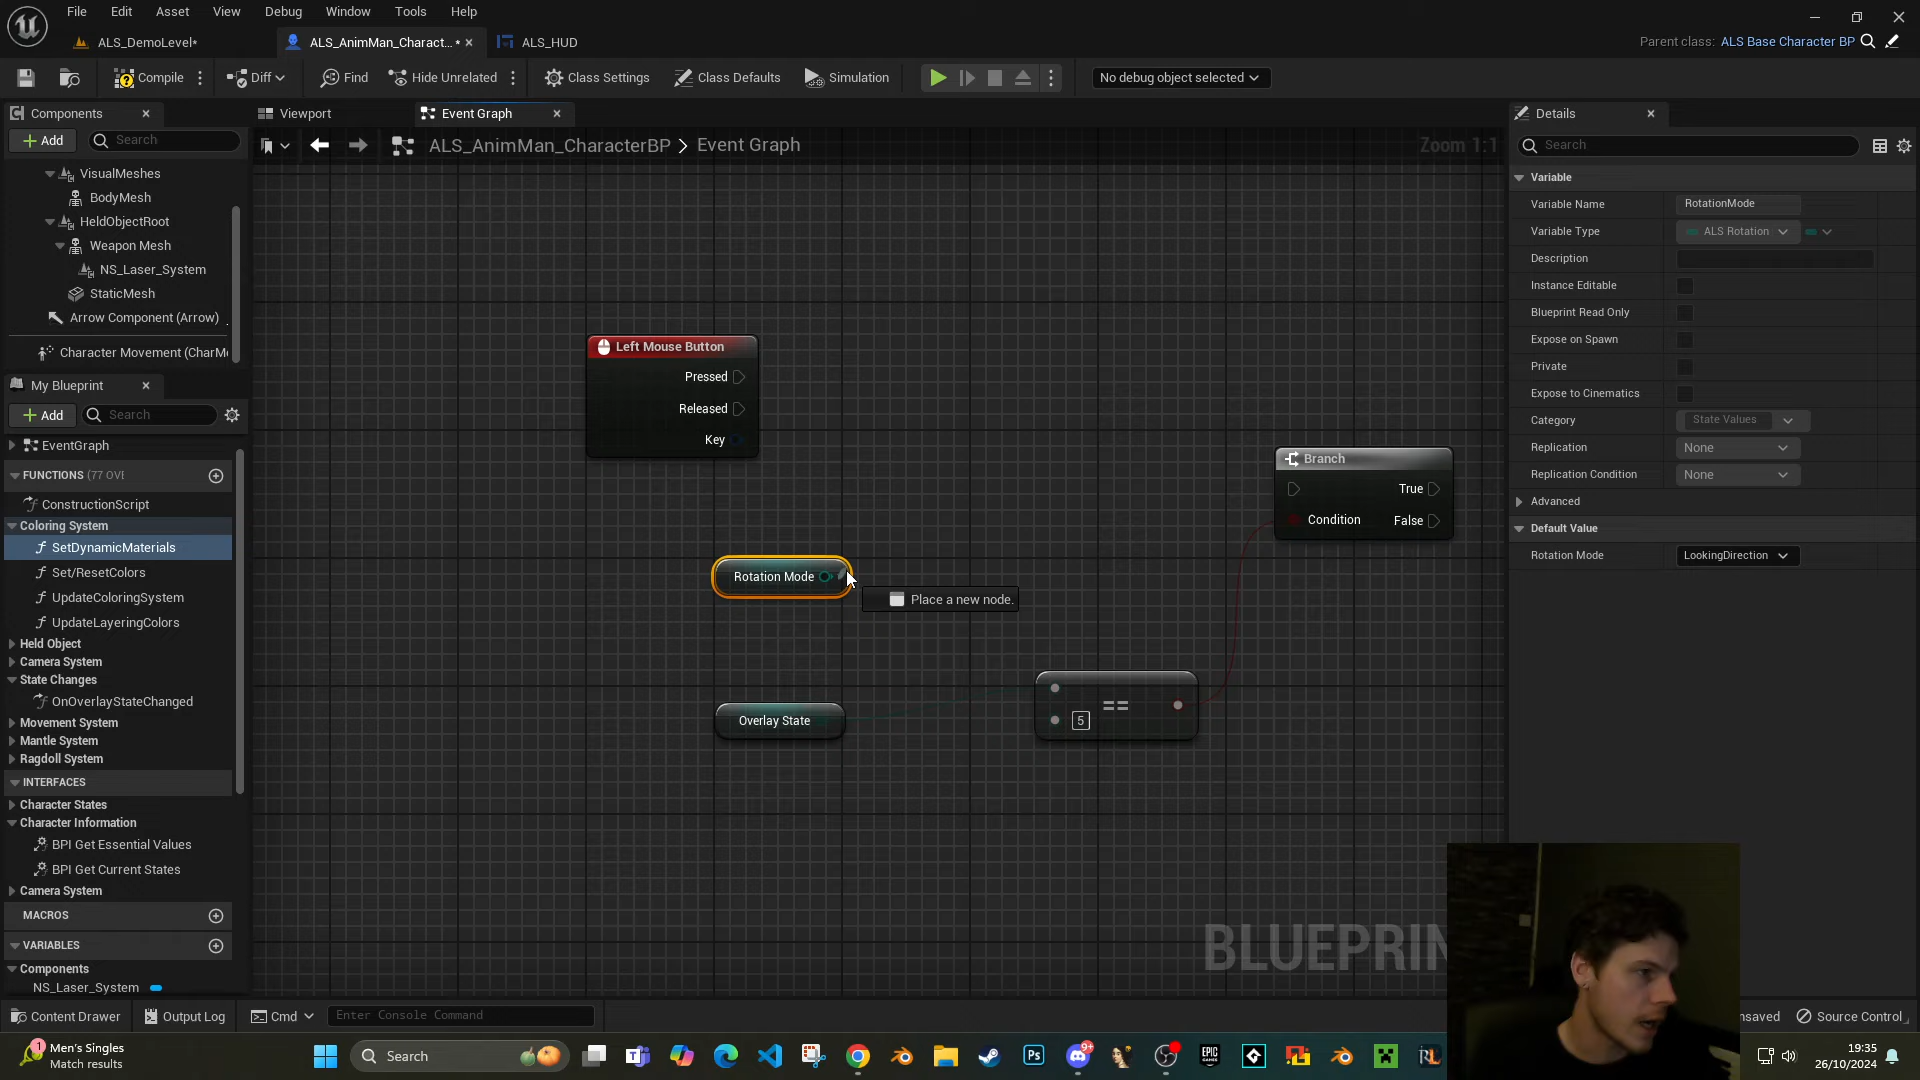 File Edit Asset View Debug Window Tools Help
ALS_DemoLevel*
ALS_AnimMan_Charact... *
ALS_HUD
Parent class: ALS Base Character BP
Compile
Diff
Find
Hide Unrelated
Class Settings
Class Defaults
Simulation
No debug object selected
Components
Viewport
Event Graph
Details
Add
Search
ALS_AnimMan_CharacterBP > Event Graph
Zoom 1:1
Search
VisualMeshes
BodyMesh
HeldObjectRoot
Weapon Mesh
NS_Laser_System
StaticMesh
Arrow Component (Arrow)
Character Movement (CharMo
My Blueprint
Add
Search
EventGraph
FUNCTIONS (77 OVE
ConstructionScript
Coloring System
SetDynamicMaterials
Set/ResetColors
UpdateColoringSystem
UpdateLayeringColors
Held Object
Camera System
State Changes
OnOverlayStateChanged
Movement System
Mantle System
Ragdoll System
INTERFACES
Character States
Character Information
BPI Get Essential Values
BPI Get Current States
Camera System
MACROS
VARIABLES
Components
NS_Laser_System
Left Mouse Button
Pressed
Released
Key
Rotation Mode
Place a new node.
Overlay State
==
5
Branch
True
Condition
False
BLUEPRIN
Variable
Variable Name RotationMode
Variable Type ALS Rotation
Description
Instance Editable
Blueprint Read Only
Expose on Spawn
Private
Expose to Cinematics
Category State Values
Replication None
Replication Condition None
Advanced
Default Value
Rotation Mode LookingDirection
Content Drawer
Output Log
Cmd
Enter Console Command
nsaved
Source Control
1
Men's Singles
Match results
Search
9+
Ps
EPIC
GAMES
RL
19:35
26/10/2024